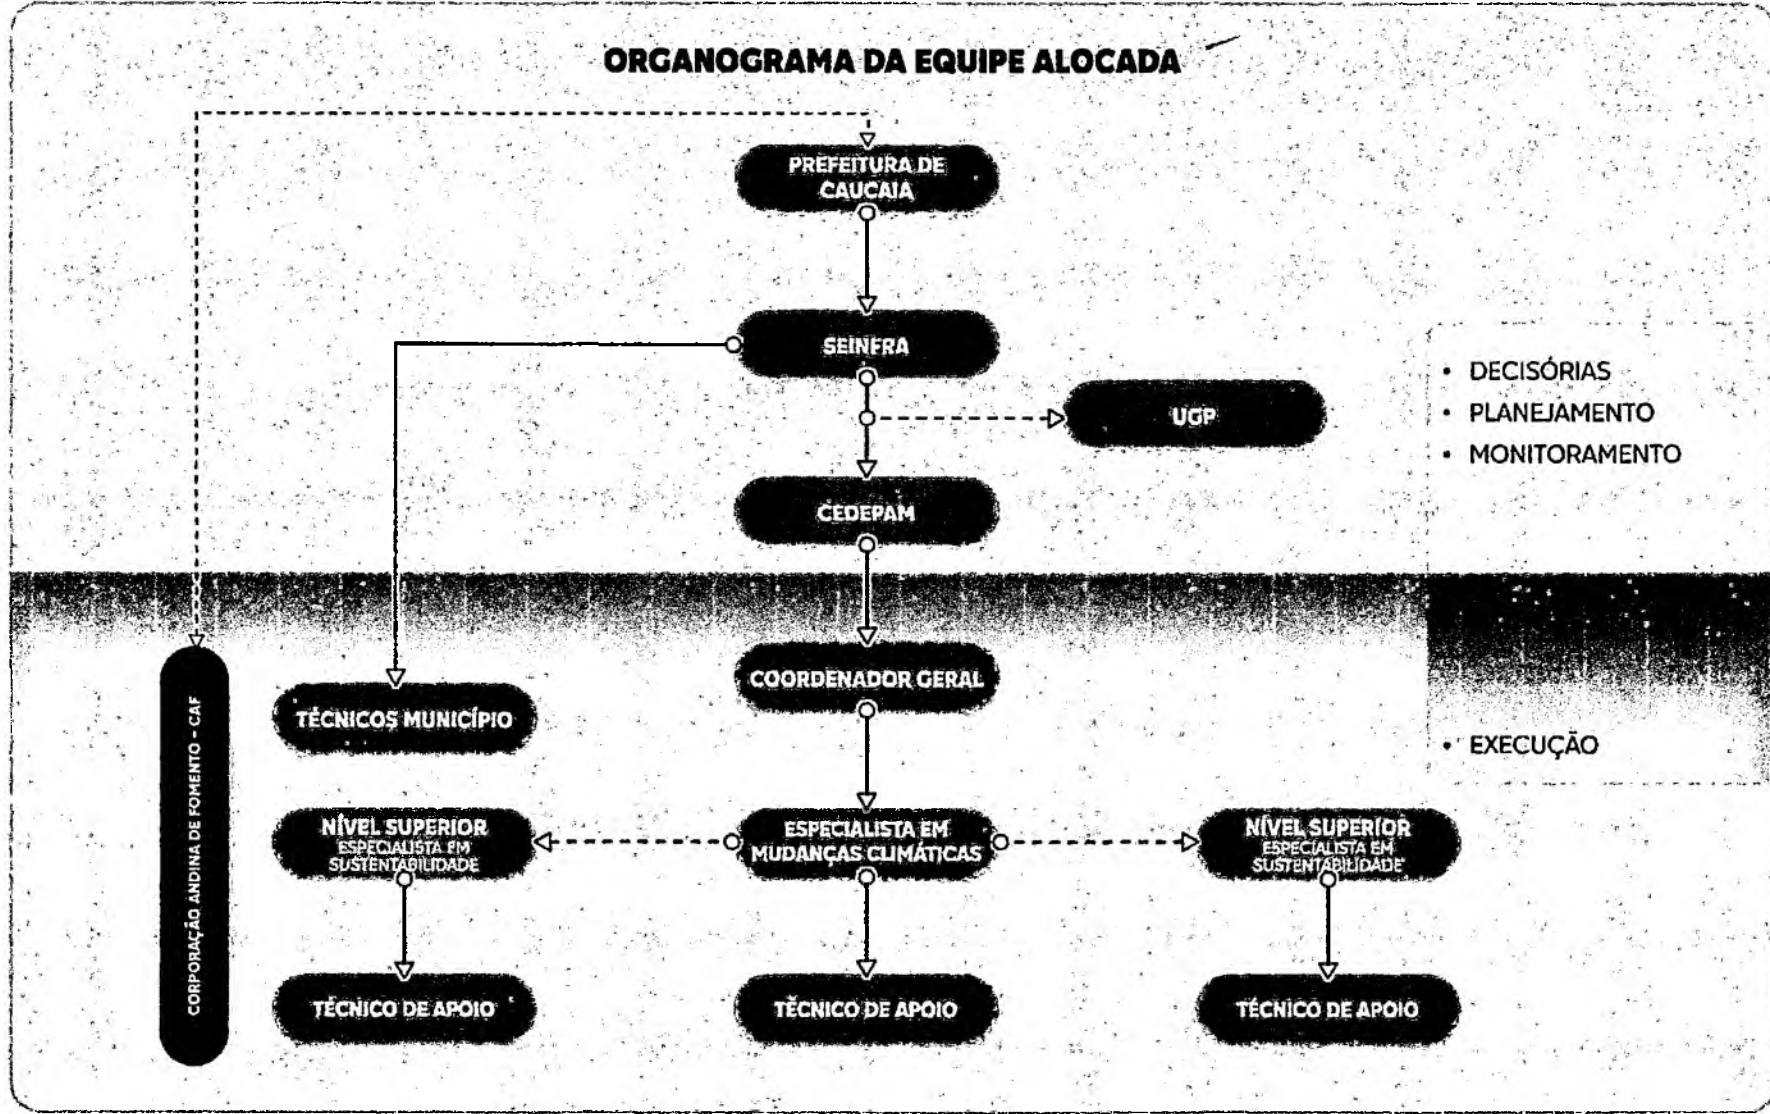 ORGANOGRAMA DA EQUIPE ALOCADA
PREFEITURA DE
CAUCAIA
SEINFRA
UGP
• DECISÓRIAS
• PLANEJAMENTO
• MONITORAMENTO
CEDEPAM
COORDENADOR GERAL
TÉCNICOS MUNICÍPIO
• EXECUÇÃO
CORPORAÇÃO ANDINA DE FOMENTO - CAF
NÍVEL SUPERIOR
ESPECIALISTA EM
SUSTENTABILIDADE
ESPECIALISTA EM
MUDANÇAS CLIMÁTICAS
NÍVEL SUPERIOR
ESPECIALISTA EM
SUSTENTABILIDADE
TÉCNICO DE APOIO
TÉCNICO DE APOIO
TÉCNICO DE APOIO